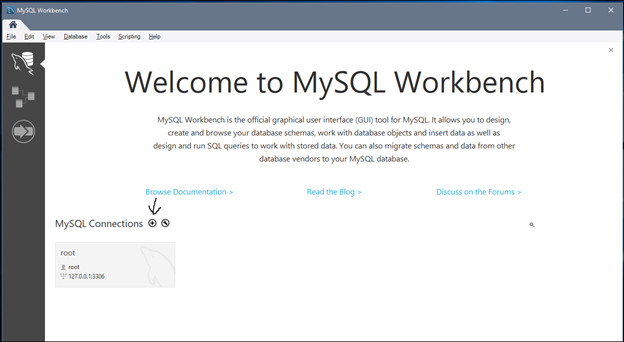 MySQL Workbench
File Edit View Database Tools Scripting Help
Welcome to MySQL Workbench
MySQL Workbench is the official graphical user interface (GUI) tool for MySQL. It allows you to design,
create and browse your database schemas, work with database objects and insert data as well as
design and run SQL queries to work with stored data. You can also migrate schemas and data from other
database vendors to your MySQL database.
Browse Documentation > Read the Blog > Discuss on the Forums >
MySQL Connections
root
root
127.0.0.1:3306